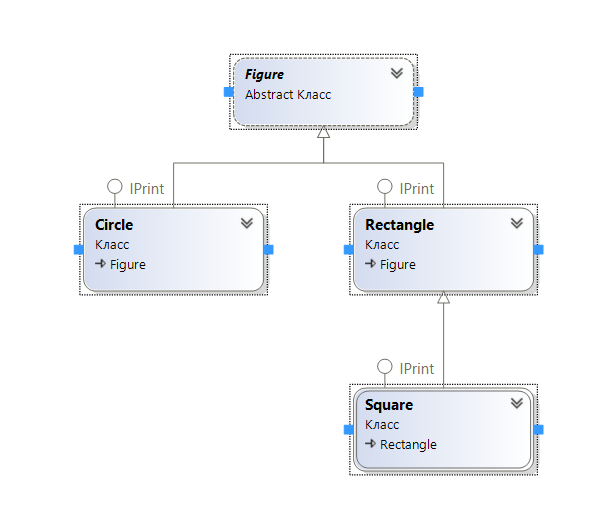 Figure
Abstract Класс
IPrint
IPrint
Circle
Класс
Figure
Rectangle
Класс
Figure
IPrint
Square
Класс
Rectangle